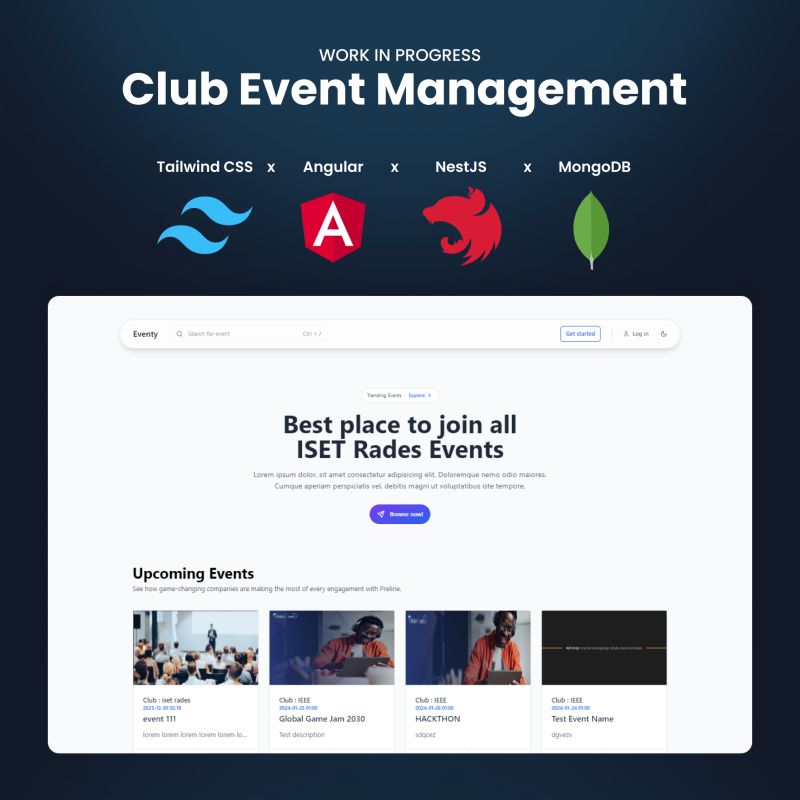 WORK IN PROGRESS
Club Event Management
Tailwind CSS x Angular x NestJS x MongoDB
Eventy Search for event Ctrl + / Get started Log in
Trending Events Explore
Best place to join all
ISET Rades Events
Lorem ipsum dolor, sit amet consectetur adipisicing elit. Doloremque nemo odio maiores.
Cumque aperiam perspiciatis vel, debitis magni ut voluptatibus iste tempore.
Browse now!
Upcoming Events
See how game-changing companies are making the most of every engagement with Preline.
Club : iset rades
2023-12-30 02:18
event 111
lorem lorem lorem lorem lorem lo...
Club : IEEE
2024-01-25 01:00
Global Game Jam 2030
Test description
Club : IEEE
2024-01-26 01:00
HACKTHON
sdqcez
Club : IEEE
2024-01-24 01:00
Test Event Name
dgvezv